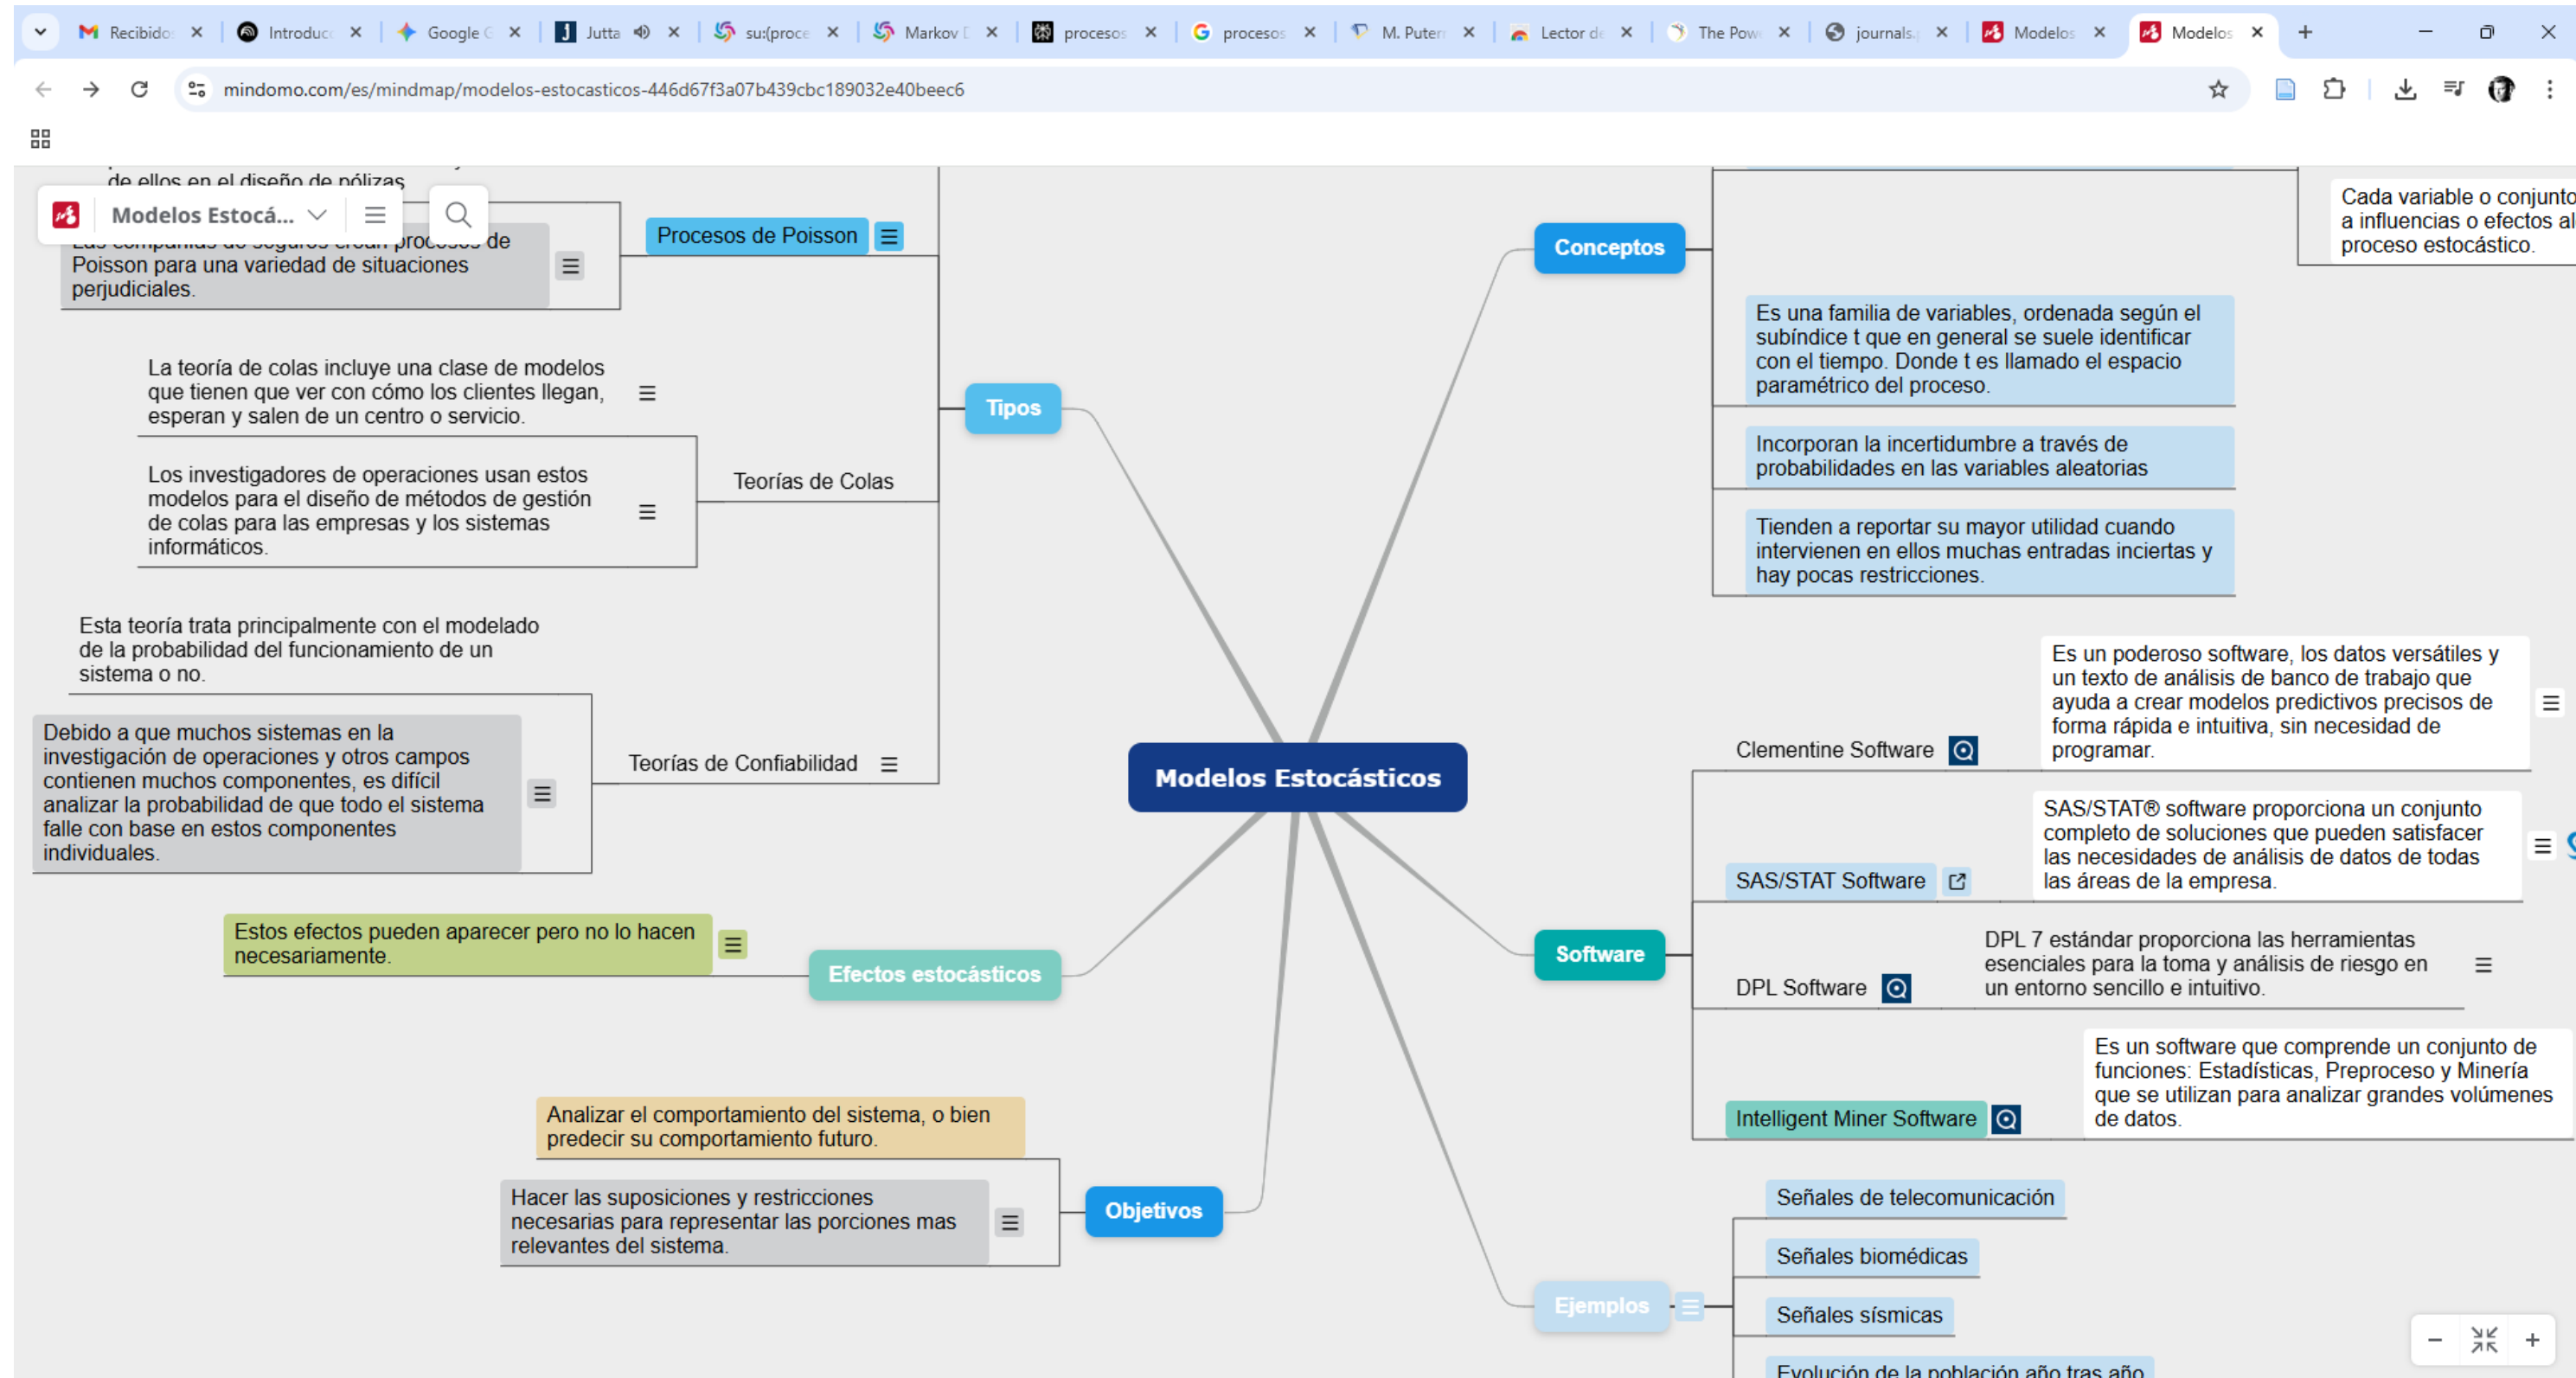 Recibido
Introducc
Google G
Jutta
su:(proce
Markov D
procesos
procesos
M. Puterr
Lector de
The Pow
journals.
Modelos
Modelos
mindomo.com/es/mindmap/modelos-estocasticos-446d67f3a07b439cbc189032e40beec6
de ellos en el diseño de pólizas
Modelos Estocá...
Las compañías de seguros crean procesos de
Poisson para una variedad de situaciones
perjudiciales.
Procesos de Poisson
La teoría de colas incluye una clase de modelos
que tienen que ver con cómo los clientes llegan,
esperan y salen de un centro o servicio.
Los investigadores de operaciones usan estos
modelos para el diseño de métodos de gestión
de colas para las empresas y los sistemas
informáticos.
Teorías de Colas
Tipos
Esta teoría trata principalmente con el modelado
de la probabilidad del funcionamiento de un
sistema o no.
Debido a que muchos sistemas en la
investigación de operaciones y otros campos
contienen muchos componentes, es difícil
analizar la probabilidad de que todo el sistema
falle con base en estos componentes
individuales.
Teorías de Confiabilidad
Estos efectos pueden aparecer pero no lo hacen
necesariamente.
Efectos estocásticos
Analizar el comportamiento del sistema, o bien
predecir su comportamiento futuro.
Hacer las suposiciones y restricciones
necesarias para representar las porciones mas
relevantes del sistema.
Objetivos
Modelos Estocásticos
Conceptos
Cada variable o conjunto
a influencias o efectos al
proceso estocástico.
Es una familia de variables, ordenada según el
subíndice t que en general se suele identificar
con el tiempo. Donde t es llamado el espacio
paramétrico del proceso.
Incorporan la incertidumbre a través de
probabilidades en las variables aleatorias
Tienden a reportar su mayor utilidad cuando
intervienen en ellos muchas entradas inciertas y
hay pocas restricciones.
Software
Clementine Software
Es un poderoso software, los datos versátiles y
un texto de análisis de banco de trabajo que
ayuda a crear modelos predictivos precisos de
forma rápida e intuitiva, sin necesidad de
programar.
SAS/STAT Software
SAS/STAT® software proporciona un conjunto
completo de soluciones que pueden satisfacer
las necesidades de análisis de datos de todas
las áreas de la empresa.
DPL Software
DPL 7 estándar proporciona las herramientas
esenciales para la toma y análisis de riesgo en
un entorno sencillo e intuitivo.
Intelligent Miner Software
Es un software que comprende un conjunto de
funciones: Estadísticas, Preproceso y Minería
que se utilizan para analizar grandes volúmenes
de datos.
Ejemplos
Señales de telecomunicación
Señales biomédicas
Señales sísmicas
Evolución de la población año tras año